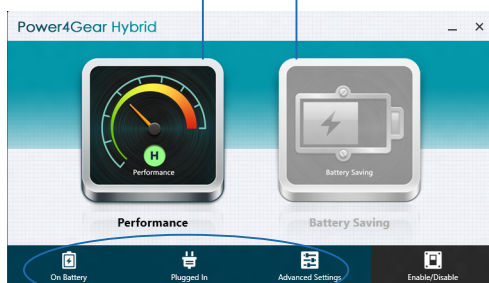 Power4Gear Hybrid
H
Performance
Battery Saving
Performance
Battery Saving
On Battery
Plugged In
Advanced Settings
Enable/Disable